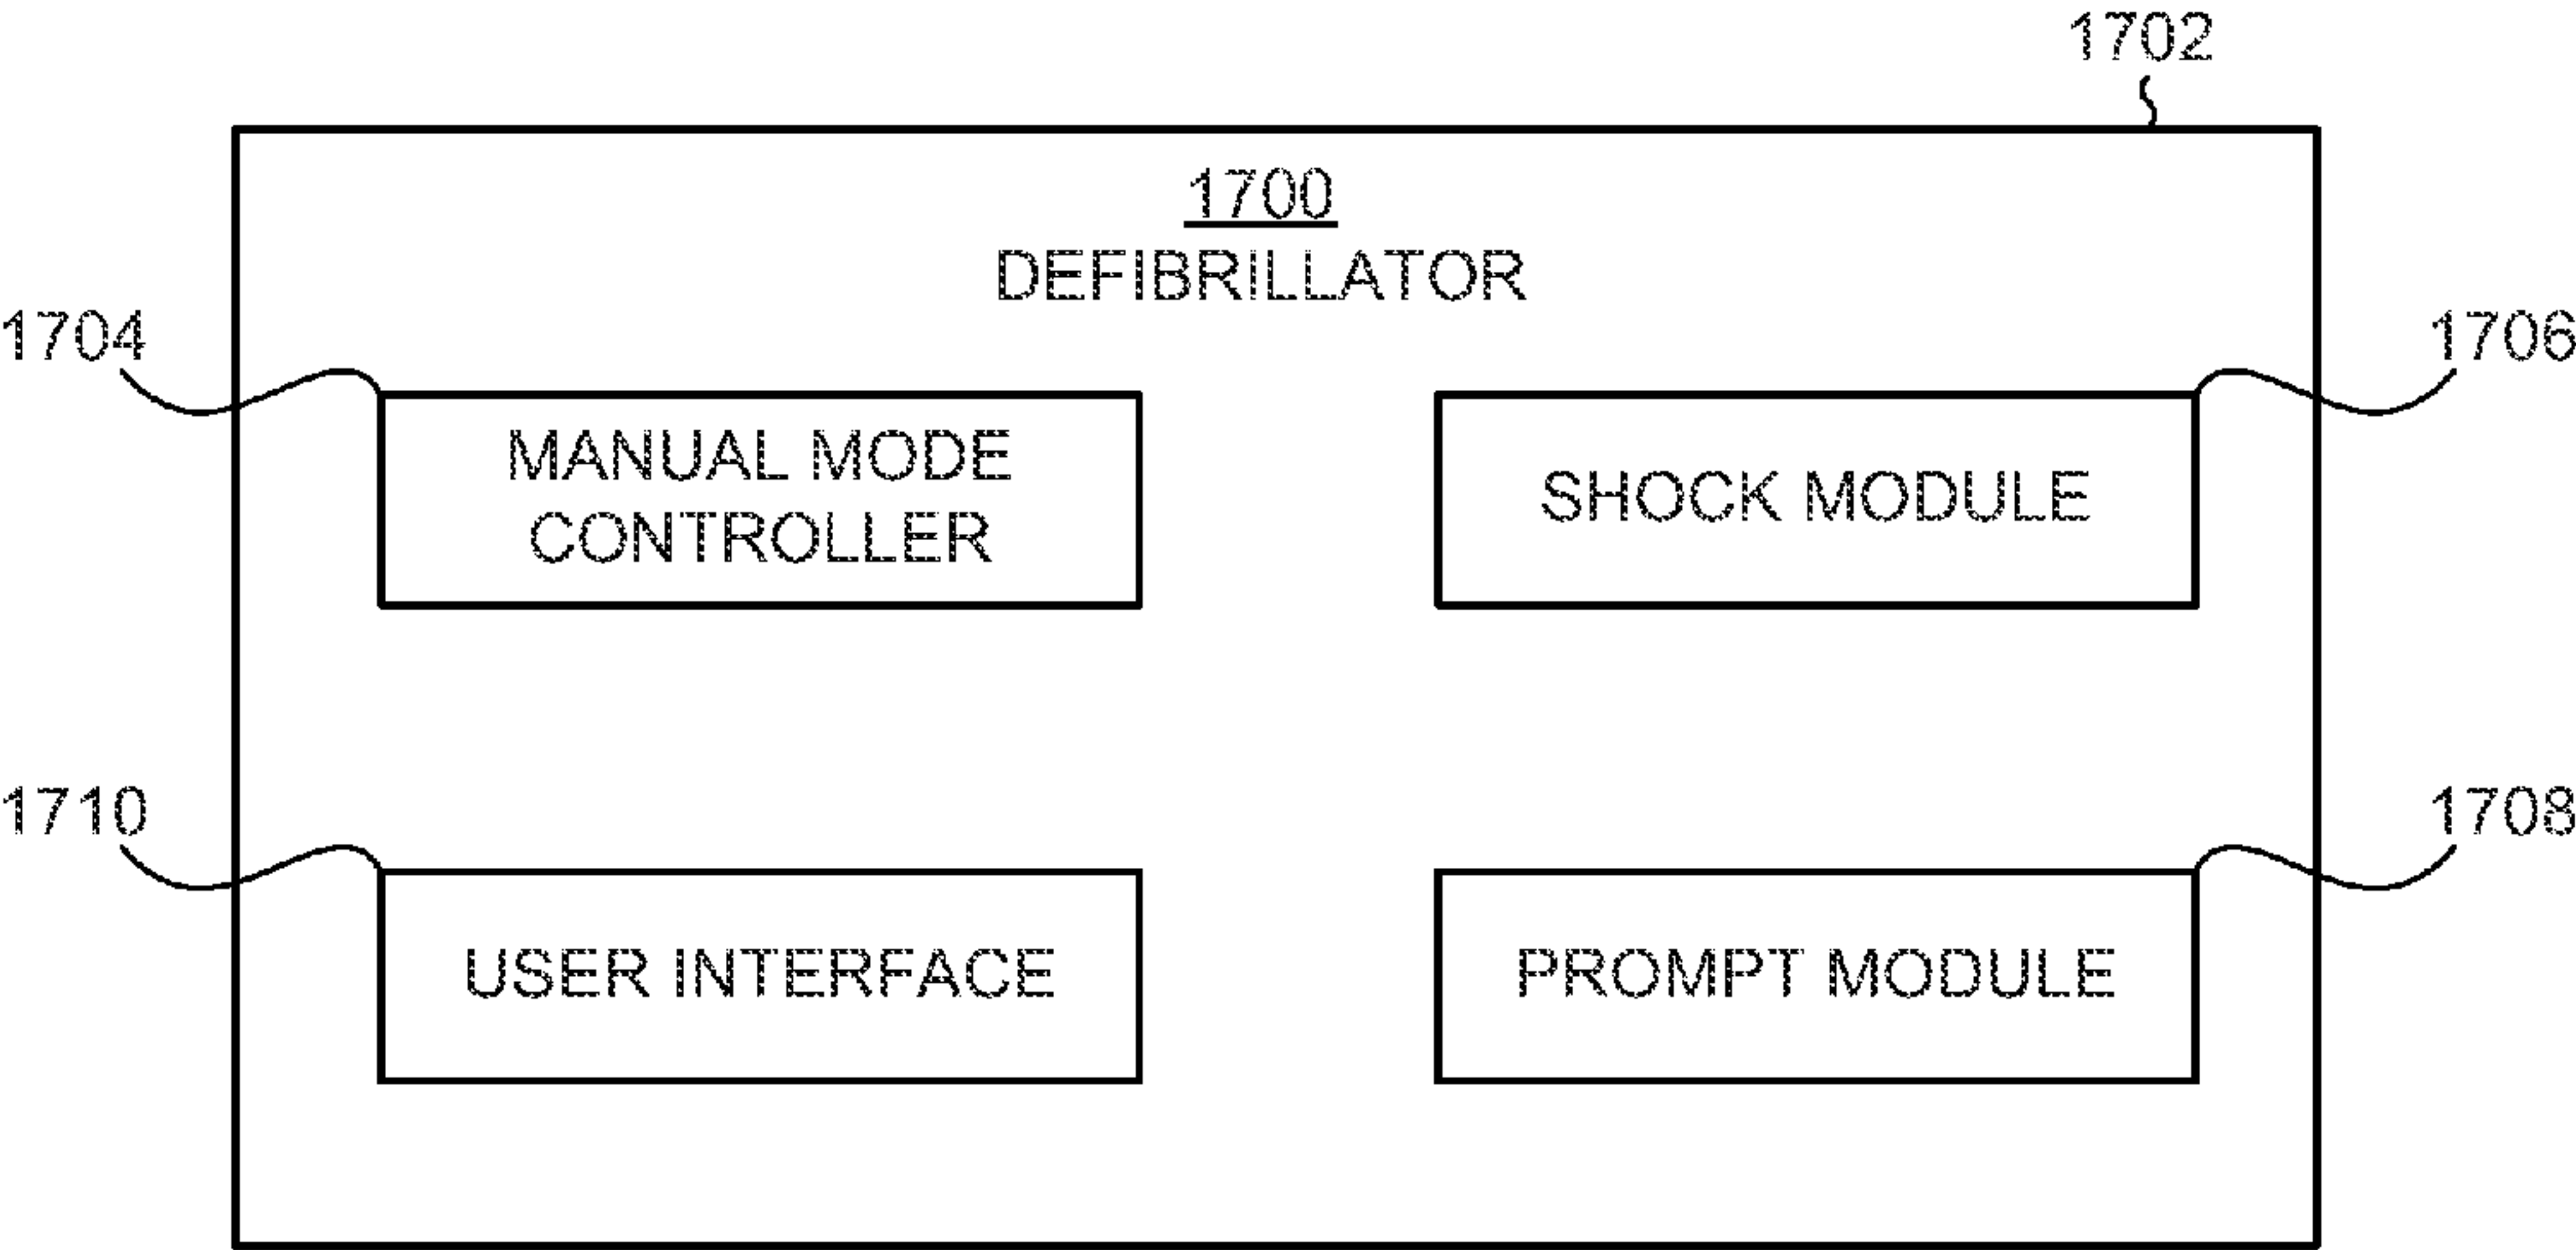 1702
1700
DEFIBRILLATOR
1704
1706
MANUAL MODE
CONTROLLER
SHOCK MODULE
1710
1708
USER INTERFACE
PROMPT MODULE